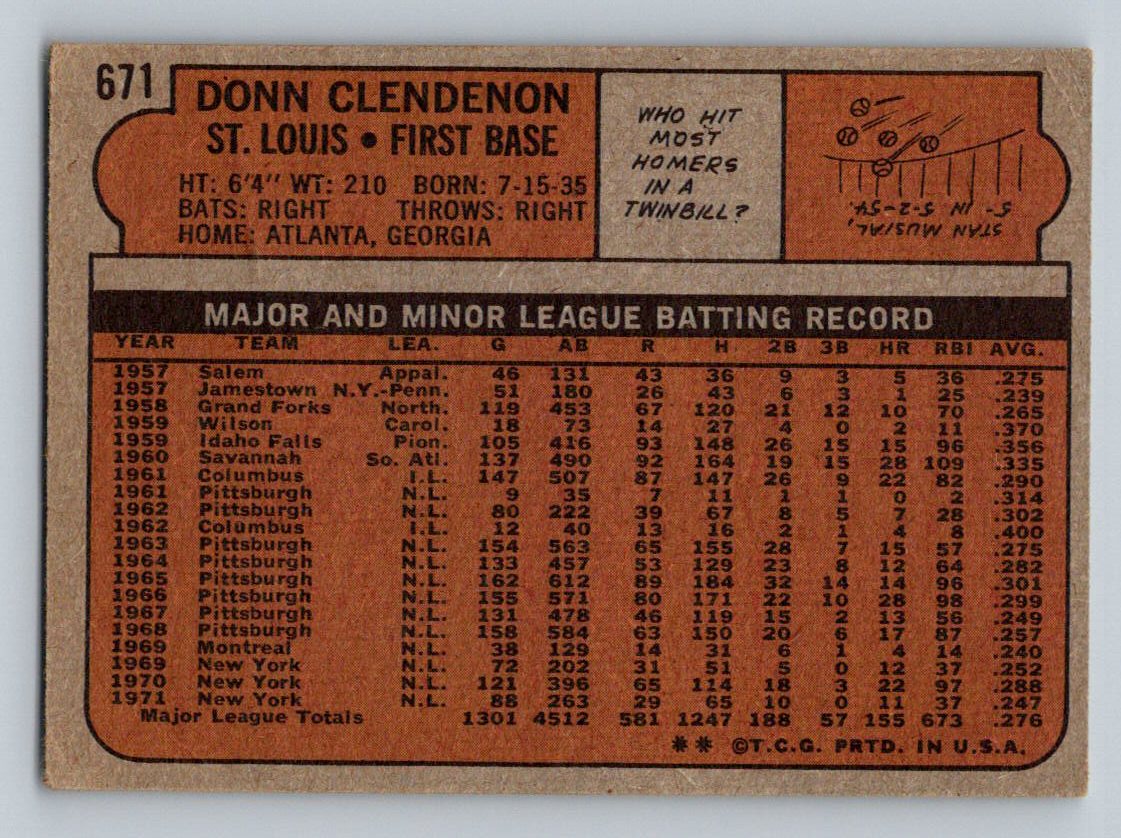 671
DONN CLENDENON
ST. LOUIS • FIRST BASE
HT: 6'4" WT: 210 BORN: 7-15-35
BATS: RIGHT THROWS: RIGHT
HOME: ATLANTA, GEORGIA
WHO HIT
MOST
HOMERS
IN A
TWINBILL?
STAN MUSIAL,
5- IN 5-2-54.
MAJOR AND MINOR LEAGUE BATTING RECORD
YEAR TEAM LEA. G AB R H 2B 3B HR RBI AVG.
1957 Salem Appal. 46 131 43 36 9 3 5 36 .275
1957 Jamestown N.Y.-Penn. 51 180 26 43 6 3 1 25 .239
1958 Grand Forks North. 119 453 67 120 21 12 10 70 .265
1959 Wilson Carol. 18 73 14 27 4 0 2 11 .370
1959 Idaho Falls Pion. 105 416 93 148 26 15 15 96 .356
1960 Savannah So. Atl. 137 490 92 164 19 15 28 109 .335
1961 Columbus I.L. 147 507 87 147 26 9 22 82 .290
1961 Pittsburgh N.L. 9 35 7 11 1 1 0 2 .314
1962 Pittsburgh N.L. 80 222 39 67 8 5 7 28 .302
1962 Columbus I.L. 12 40 13 16 2 1 4 8 .400
1963 Pittsburgh N.L. 154 563 65 155 28 7 15 57 .275
1964 Pittsburgh N.L. 133 457 53 129 23 8 12 64 .282
1965 Pittsburgh N.L. 162 612 89 184 32 14 14 96 .301
1966 Pittsburgh N.L. 155 571 80 171 22 10 28 98 .299
1967 Pittsburgh N.L. 131 478 46 119 15 2 13 56 .249
1968 Pittsburgh N.L. 158 584 63 150 20 6 17 87 .257
1969 Montreal N.L. 38 129 14 31 6 1 4 14 .240
1969 New York N.L. 72 202 31 51 5 0 12 37 .252
1970 New York N.L. 121 396 65 114 18 3 22 97 .288
1971 New York N.L. 88 263 29 65 10 0 11 37 .247
Major League Totals 1301 4512 581 1247 188 57 155 673 .276
** ©T.C.G. PRTD. IN U.S.A.